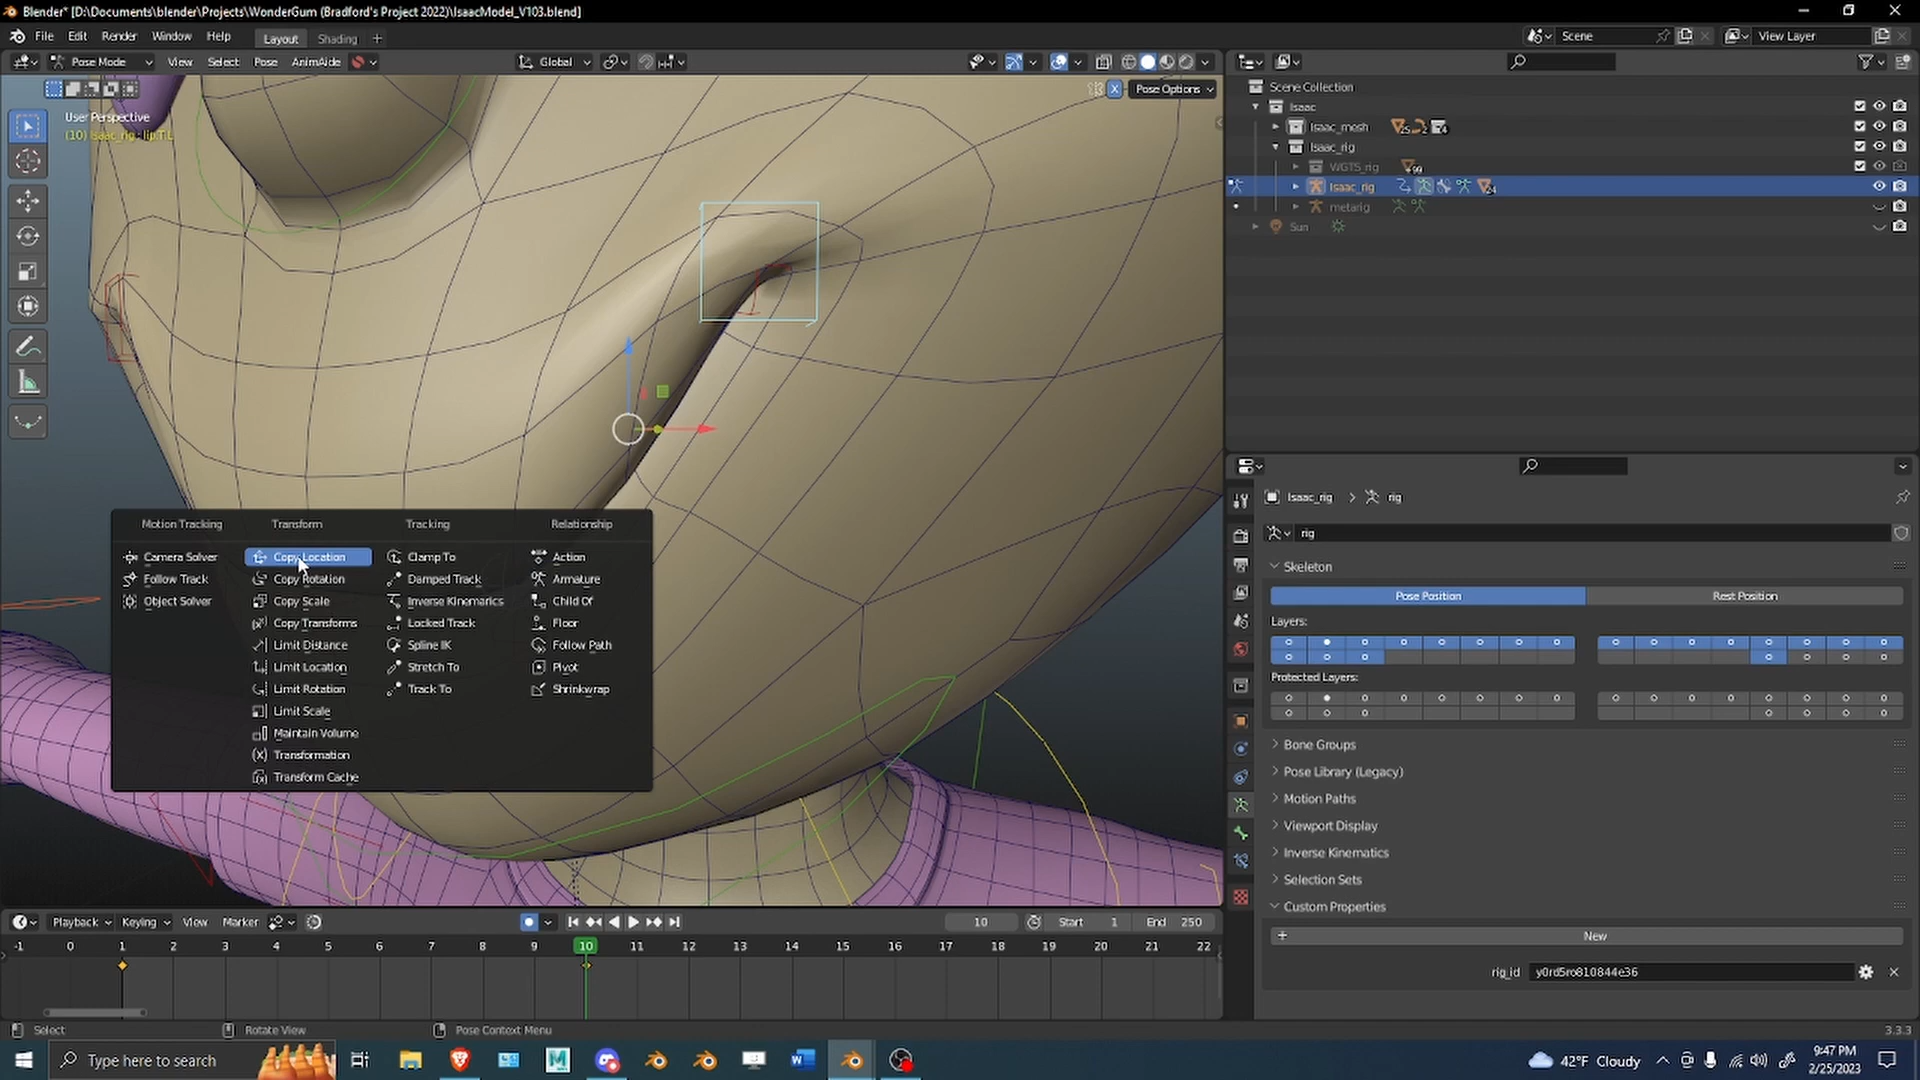 Blender* [D:\Documents\blender\Projects\WonderGum (Bradford's Project 2022)\IsaacModel_V103.blend]
File Edit Render Window Help Layout Shading +
Scene View Layer
Pose Mode View Select Pose AnimAide Global
X Pose Options
User Perspective
(10) Isaac_rig : lip.T.L
Scene Collection
Isaac
Isaac_mesh 25 2 4
Isaac_rig
WGTS_rig 99
Isaac_rig 24
metarig
Sun
Motion Tracking Transform Tracking Relationship
Camera Solver Copy Location Clamp To Action
Follow Track Copy Rotation Damped Track Armature
Object Solver Copy Scale Inverse Kinematics Child Of
Copy Transforms Locked Track Floor
Limit Distance Spline IK Follow Path
Limit Location Stretch To Pivot
Limit Rotation Track To Shrinkwrap
Limit Scale
Maintain Volume
Transformation
Transform Cache
Isaac_rig > rig
rig
Skeleton
Pose Position Rest Position
Layers:
Protected Layers:
Bone Groups
Pose Library (Legacy)
Motion Paths
Viewport Display
Inverse Kinematics
Selection Sets
Custom Properties
+ New
rig_id y0rd5ro810844e36
Playback Keying View Marker 10 Start 1 End 250
-1 0 1 2 3 4 5 6 7 8 9 10 11 12 13 14 15 16 17 18 19 20 21 22
Select Rotate View Pose Context Menu 3.3.3
Type here to search 42°F Cloudy 9:47 PM
2/25/2023